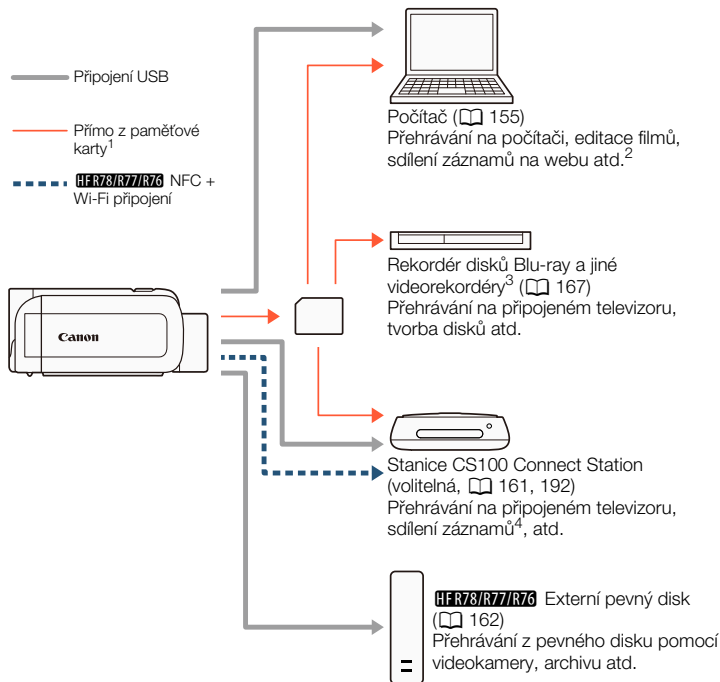 Připojení USB
Přímo z paměťové
karty1
HF R78/R77/R76 NFC +
Wi-Fi připojení
Canon
Počítač (155)
Přehrávání na počítači, editace filmů,
sdílení záznamů na webu atd.2
Rekordér disků Blu-ray a jiné
videorekordéry3 (167)
Přehrávání na připojeném televizoru,
tvorba disků atd.
Stanice CS100 Connect Station
(volitelná, 161, 192)
Přehrávání na připojeném televizoru,
sdílení záznamů4, atd.
HF R78/R77/R76 Externí pevný disk
(162)
Přehrávání z pevného disku pomocí
videokamery, archivu atd.